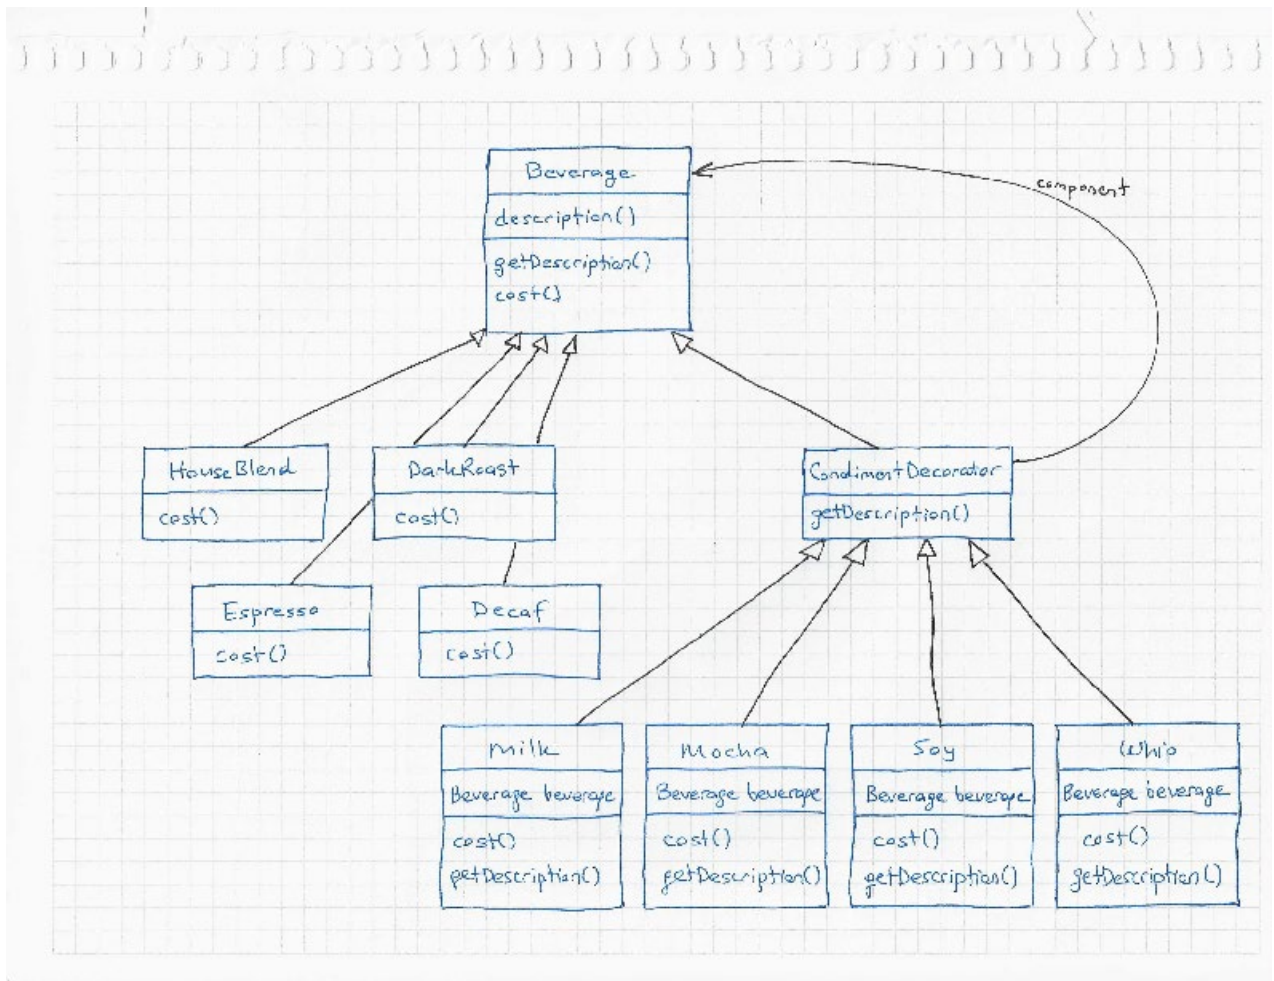 Beverage
description()
getDescription()
cost()
component
HouseBlend
cost()
DarkRoast
cost()
CondimentDecorator
getDescription()
Espresso
cost()
Decaf
cost()
Milk
Beverage beverage
cost()
getDescription()
Mocha
Beverage beverage
cost()
getDescription()
Soy
Beverage beverage
cost()
getDescription()
Whip
Beverage beverage
cost()
getDescription()